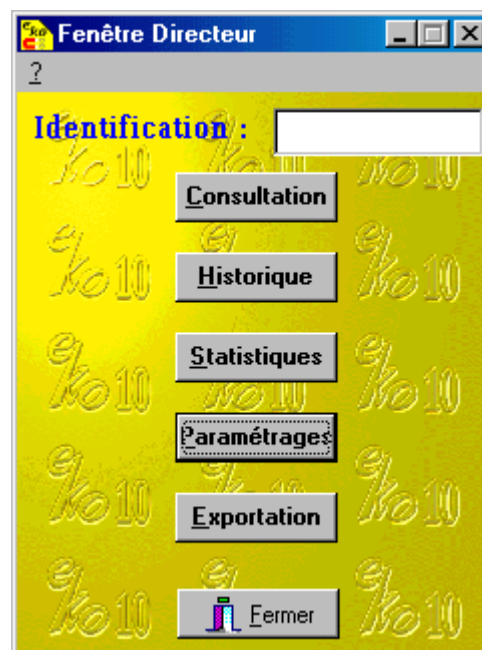 Fenêtre Directeur
?
Identification :
Consultation
Historique
Statistiques
Paramétrages
Exportation
Fermer